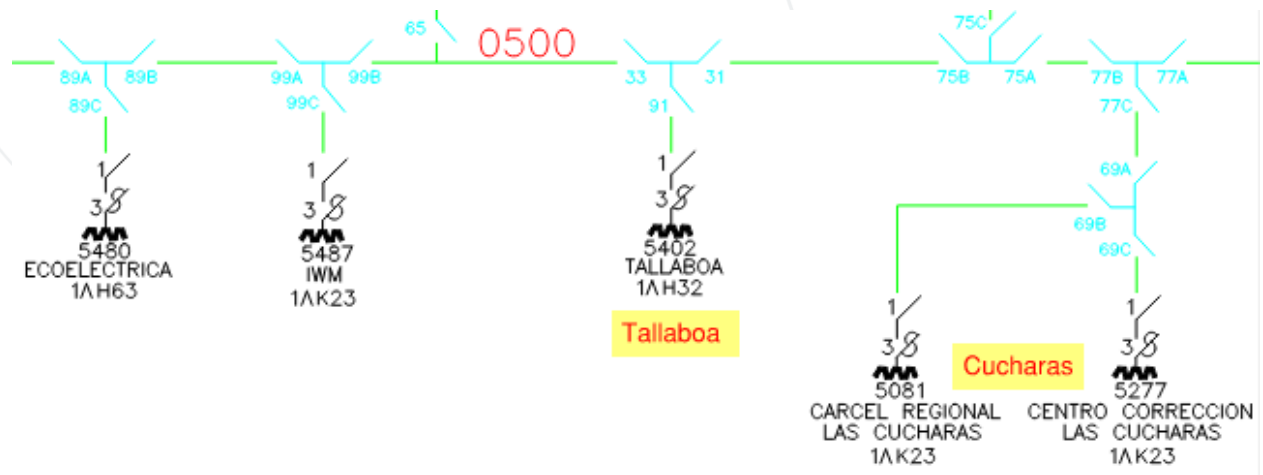 65
0500
75C
89A 89B
99A 99B
33 31
75B 75A
77B 77A
89C
99C
91
77C
1
1
1
69A
3
3
3
69B
69C
5480
ECOELECTRICA
1ΛH63
5487
IWM
1ΛK23
5402
TALLABOA
1ΛH32
Tallaboa
1
1
3
3
Cucharas
5081
CARCEL REGIONAL
LAS CUCHARAS
1ΛK23
5277
CENTRO CORRECCION
LAS CUCHARAS
1ΛK23